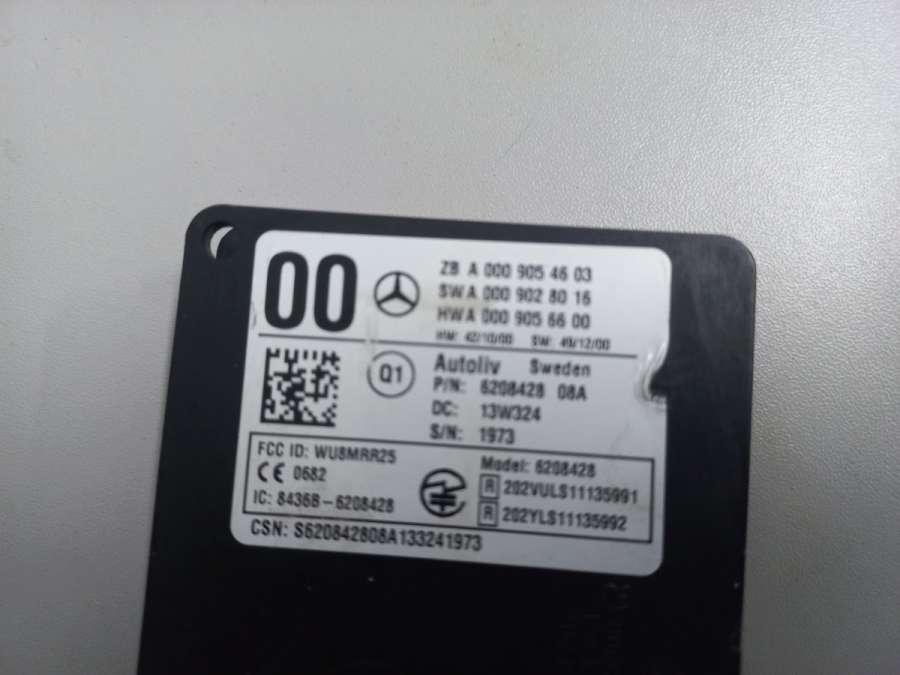 00
ZB A 000 905 46 03
SW A 000 902 80 16
HW A 000 905 66 00
HW: 42/10/00 SW: 49/12/00
Q1
Autoliv Sweden
P/N: 6208428 08A
DC: 13W324
S/N: 1973
FCC ID: WU8MRR25
CE 0682
IC: 8436B-6208428
Model: 6208428
R 202VULS11135991
R 202YLS11135992
CSN: S620842808A133241973